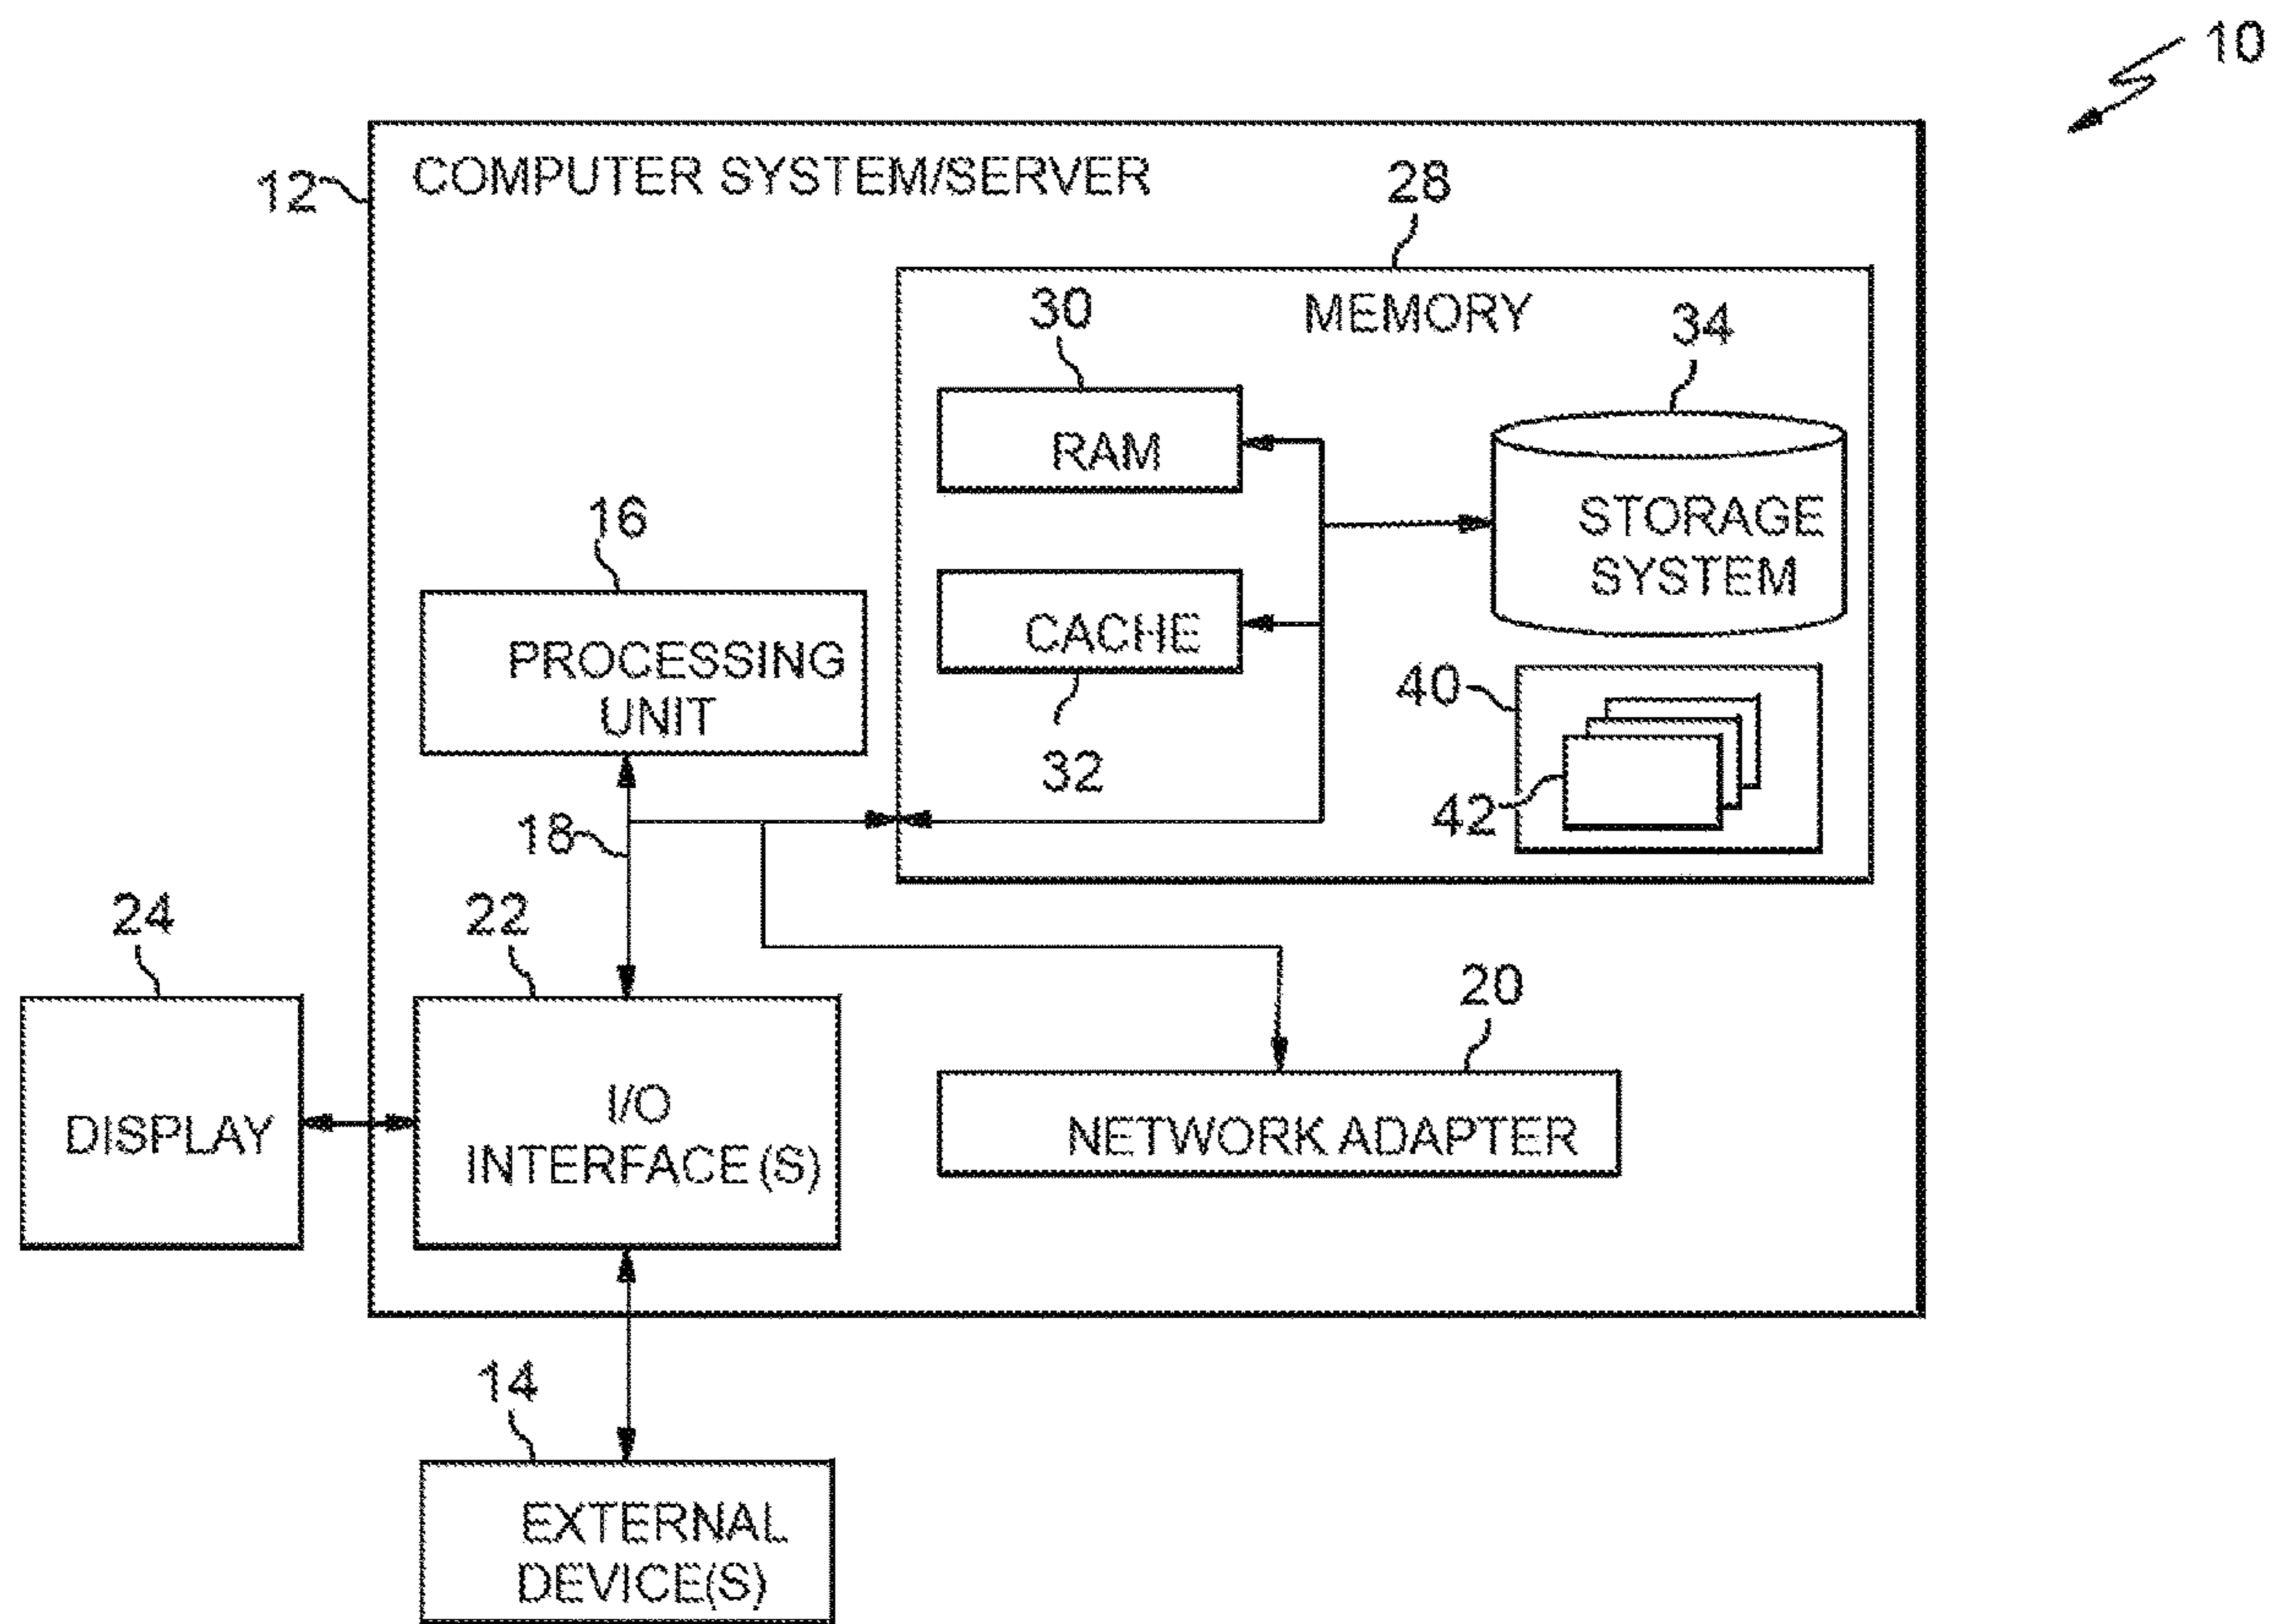 10
12
COMPUTER SYSTEM/SERVER
28
MEMORY
30
34
RAM
STORAGE
SYSTEM
16
PROCESSING
UNIT
CACHE
32
40
42
18
24
22
20
DISPLAY
I/O
INTERFACE(S)
NETWORK ADAPTER
14
EXTERNAL
DEVICE(S)